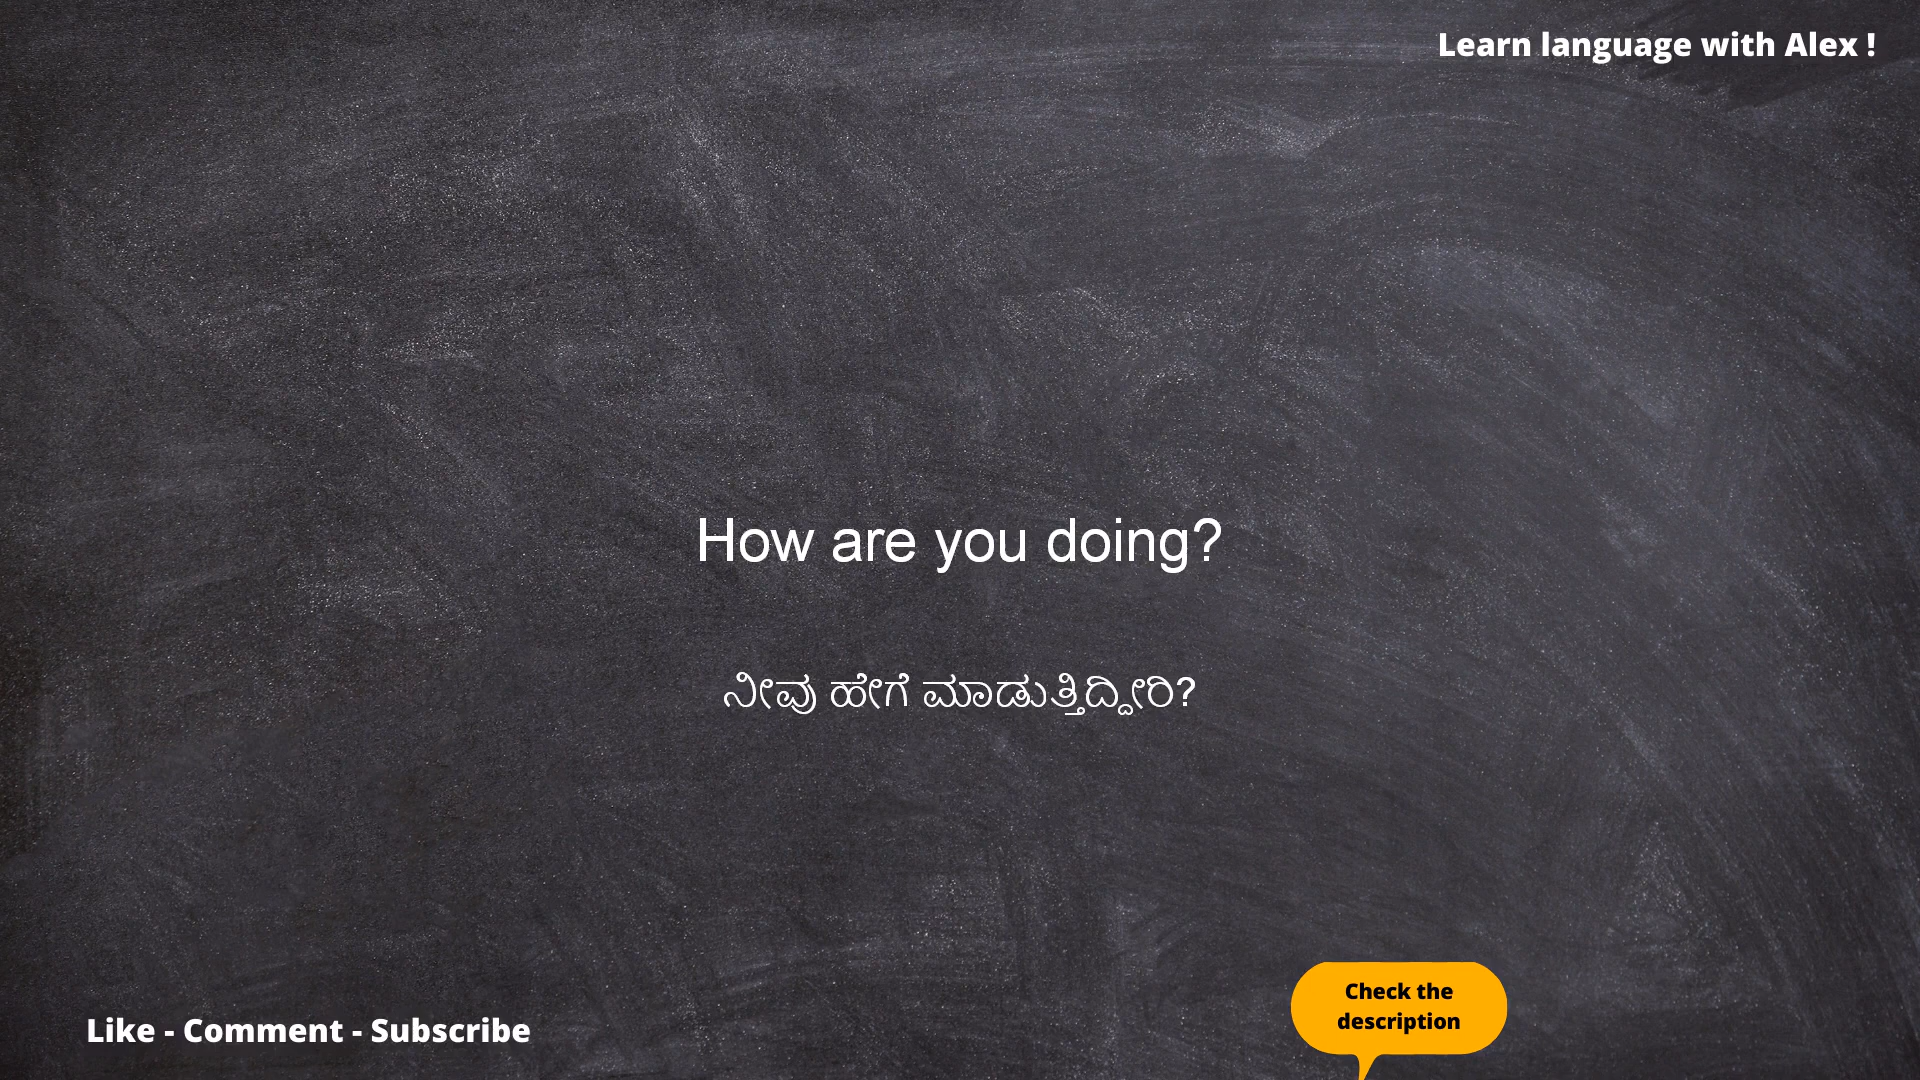 Learn language with Alex !
How are you doing?
ನೀವು ಹೇಗೆ ಮಾಡುತ್ತಿದ್ದೀರಿ?
Check the
description
Like - Comment - Subscribe